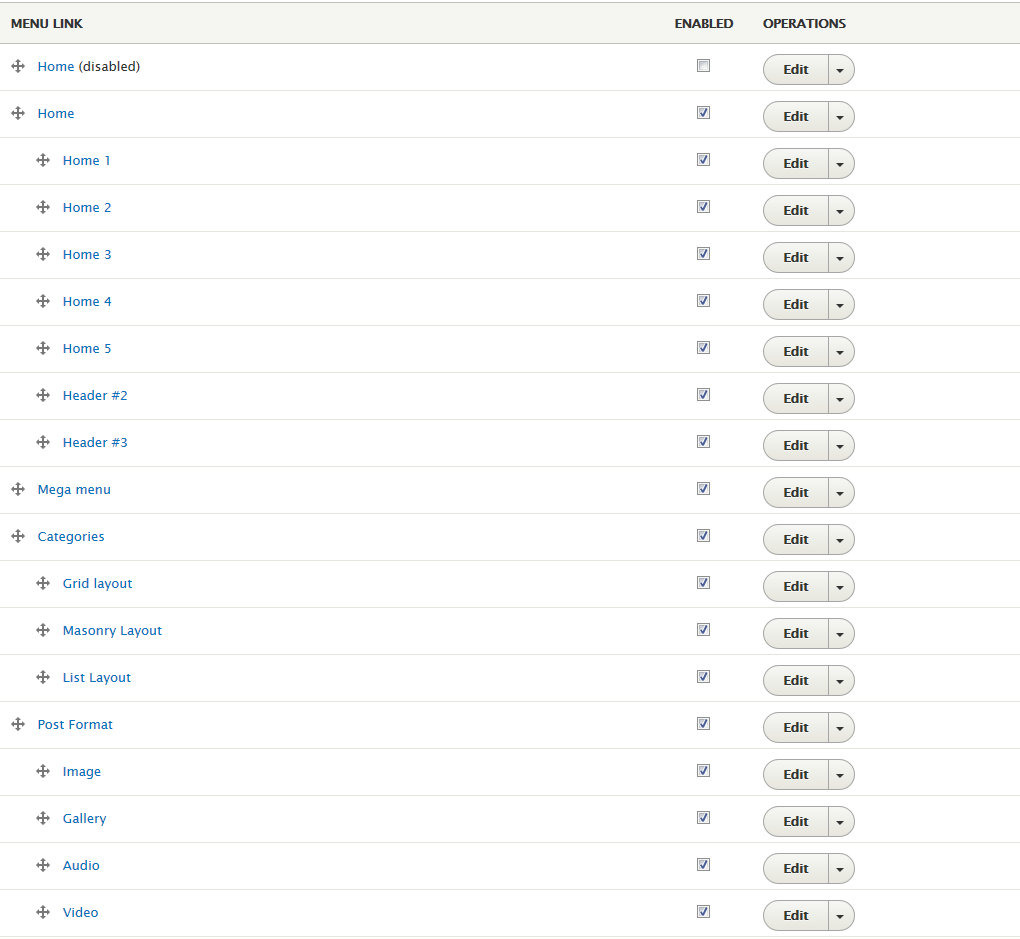 MENU LINK ENABLED OPERATIONS
Home (disabled) Edit
Home Edit
Home 1 Edit
Home 2 Edit
Home 3 Edit
Home 4 Edit
Home 5 Edit
Header #2 Edit
Header #3 Edit
Mega menu Edit
Categories Edit
Grid layout Edit
Masonry Layout Edit
List Layout Edit
Post Format Edit
Image Edit
Gallery Edit
Audio Edit
Video Edit